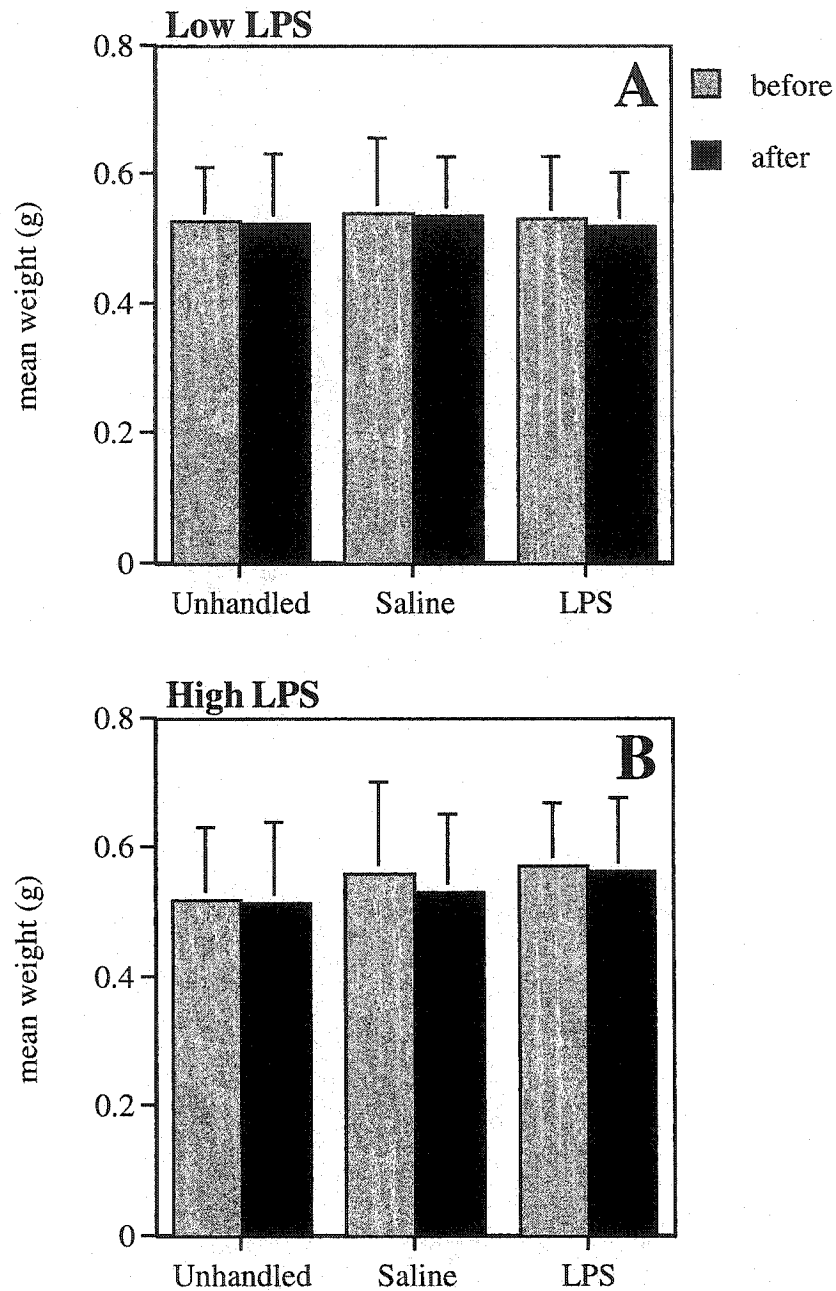 Low LPS
0.8
A
before
after
0.6
mean weight (g)
0.4
0.2
0
Unhandled Saline LPS
High LPS
0.8
B
0.6
mean weight (g)
0.4
0.2
0
Unhandled Saline LPS